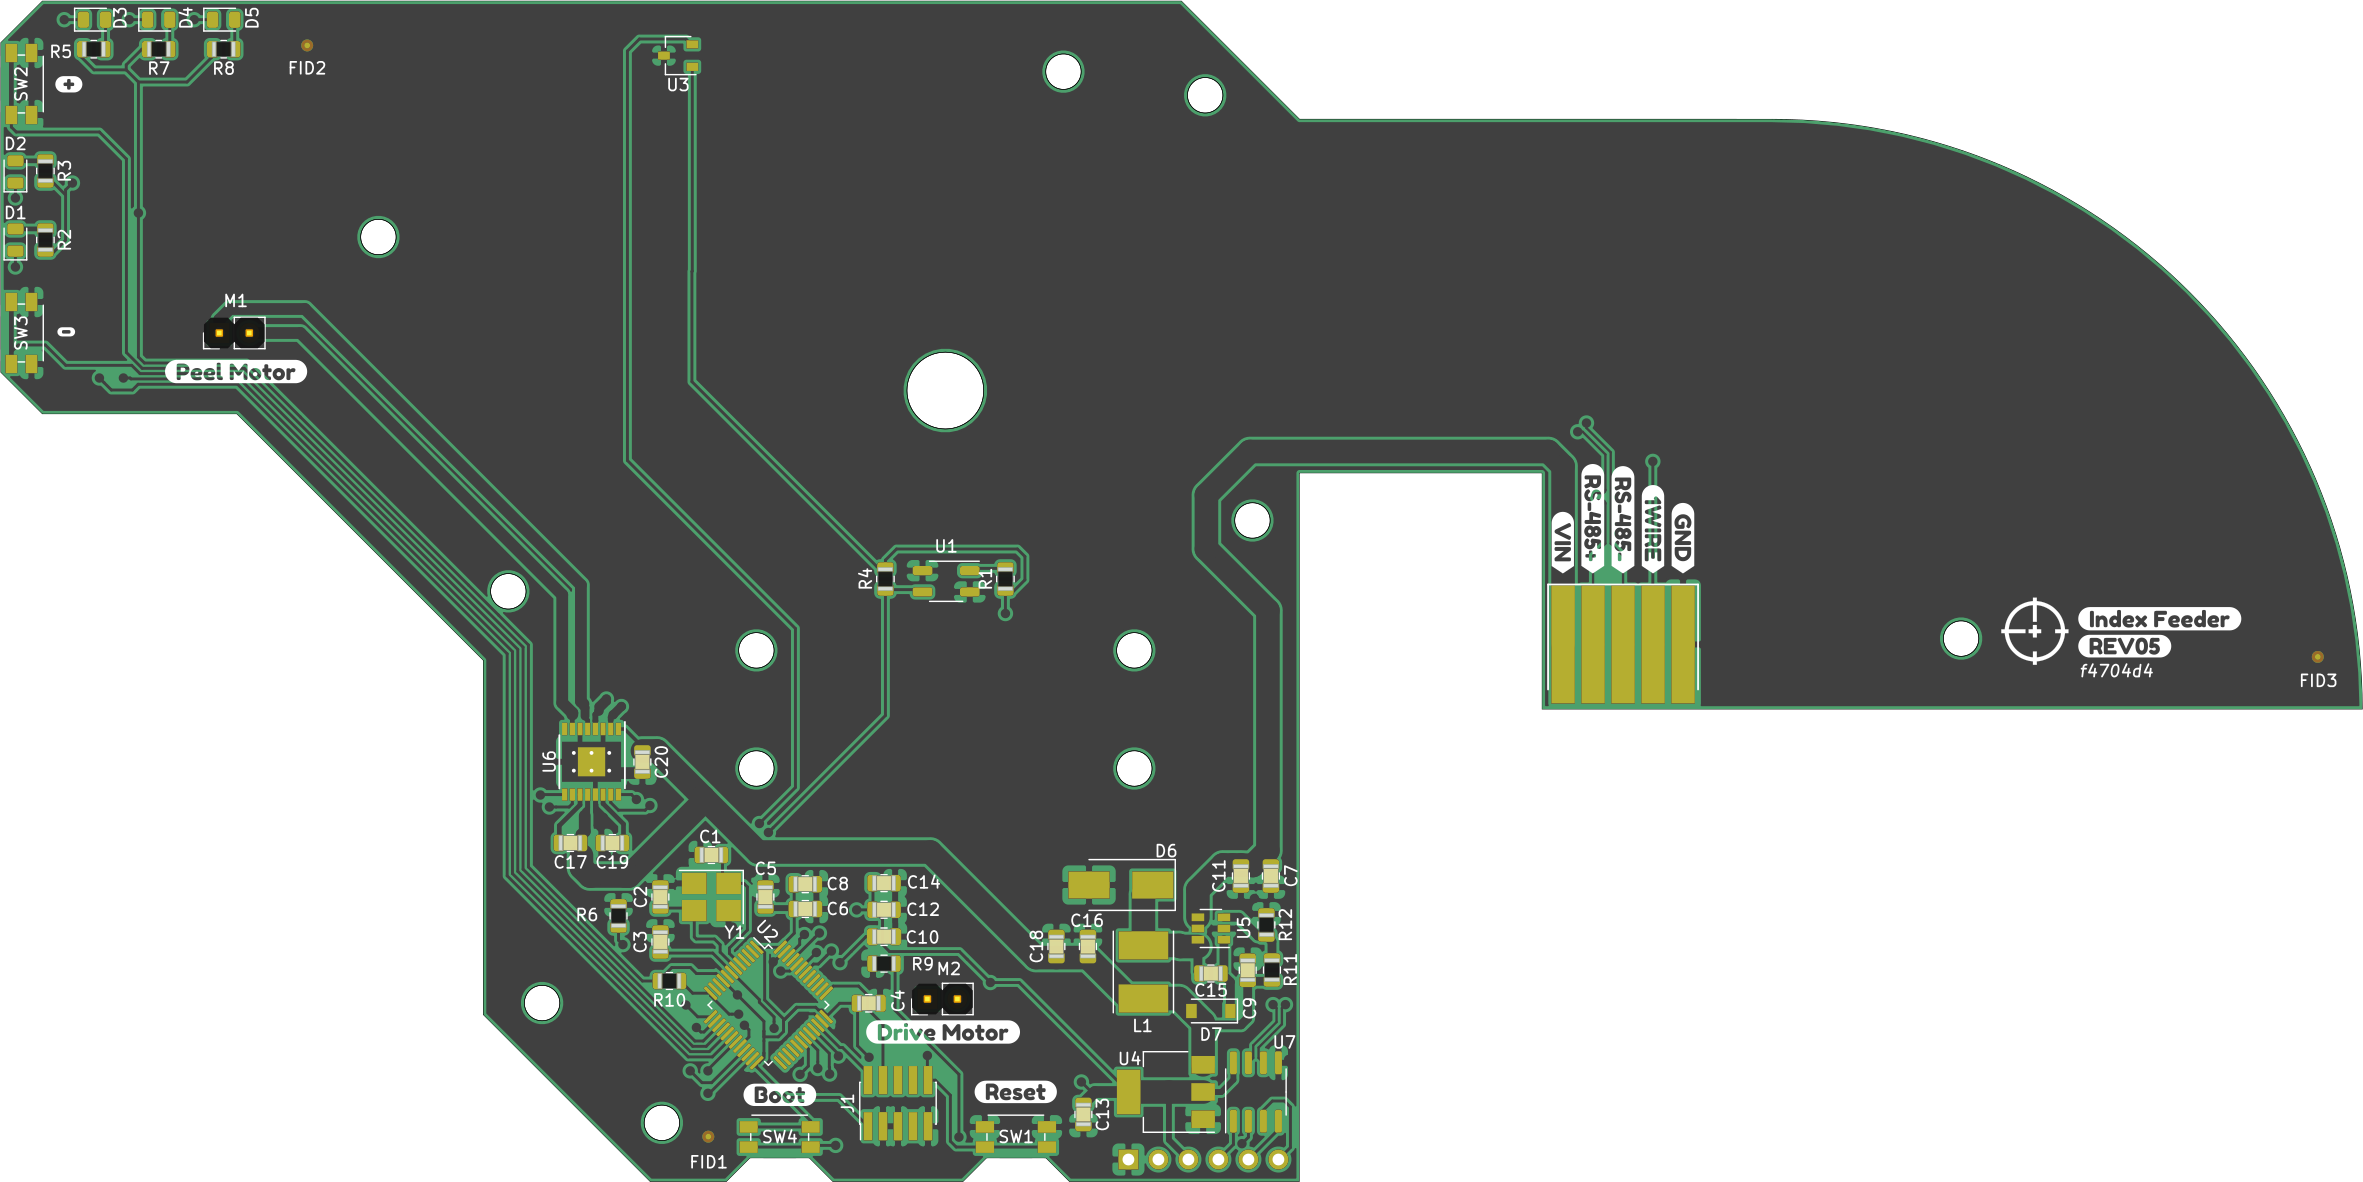 D3
D4
D5
R5
R7
R8
FID2
SW2
+
U3
D2
R3
D1
R2
M1
SW3
-
Peel Motor
VIN
RS-485+
RS-485-
1WIRE
GND
U1
R4
R1
Index Feeder
REV05
f4704d4
FID3
U6
C20
C17
C19
C1
C5
C8
C6
C14
C12
C10
R9
M2
C2
R6
C3
Y1
U2
R10
C4
Drive Motor
D6
C11
C7
C16
C18
U5
R12
R11
C15
C9
L1
D7
U4
U7
Boot
Reset
J1
C13
SW4
SW1
FID1